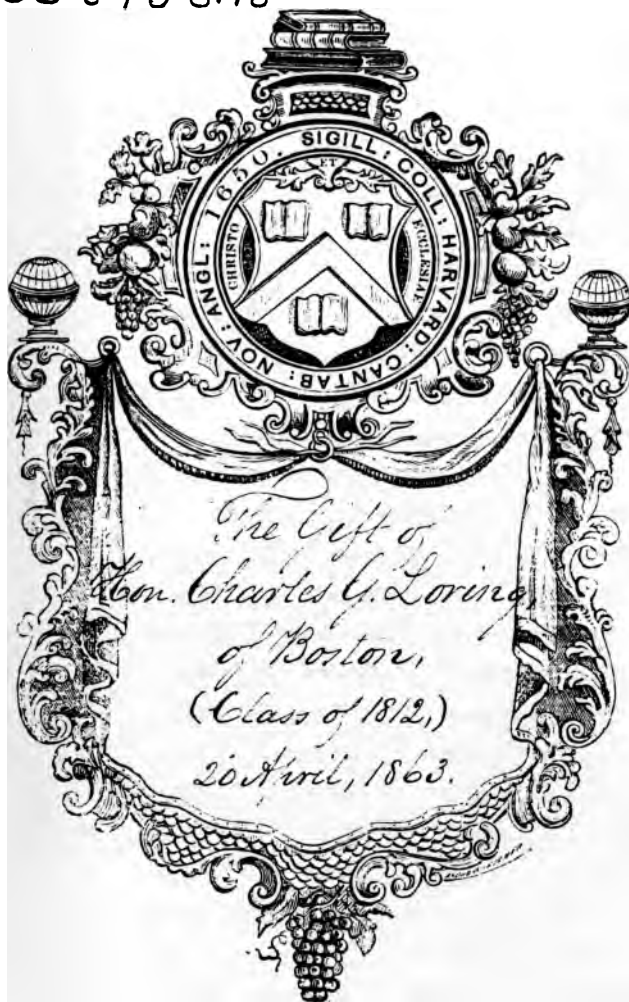 SIGILL: COLL: HARVARD: CANTAB: NOV: ANGL: 1650.
CHRISTO
ET
ECCLESIAE
The Gift of
Hon. Charles G. Loring,
of Boston,
(Class of 1812,)
20 April, 1863.